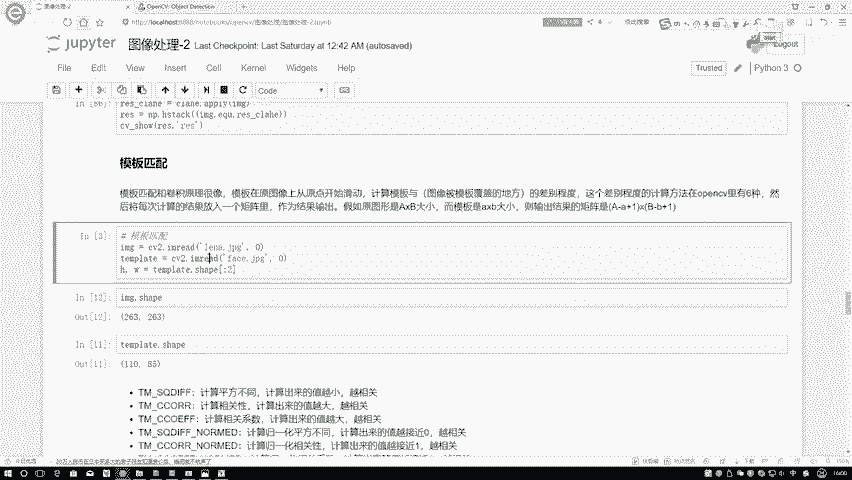 图像处理-2
OpenCV: Object Detection
jupyter 图像处理-2 Last Checkpoint: Last Saturday at 12:42 AM (autosaved)
Logout
File Edit View Insert Cell Kernel Widgets Help
Trusted
Python 3
Code
In [86]: res_clahe = clahe.apply(img)
res = np.hstack((img,equ,res_clahe))
cv_show(res,'res')
模板匹配
模板匹配和卷积原理很像，模板在原图像上从原点开始滑动，计算模板与（图像被模板覆盖的地方）的差别程度，这个差别程度的计算方法在opencv里有6种，然
后将每次计算的结果放入一个矩阵里，作为结果输出。假如原图形是AxB大小，而模板是axb大小，则输出结果的矩阵是(A-a+1)x(B-b+1)
In [3]: # 模板匹配
img = cv2.imread('lena.jpg', 0)
template = cv2.imread('face.jpg', 0)
h, w = template.shape[:2]
In [12]: img.shape
Out[12]: (263, 263)
In [11]: template.shape
Out[11]: (110, 85)
• TM_SQDIFF：计算平方不同，计算出来的值越小，越相关
• TM_CCORR：计算相关性，计算出来的值越大，越相关
• TM_CCOEFF：计算相关系数，计算出来的值越大，越相关
• TM_SQDIFF_NORMED：计算归一化平方不同，计算出来的值越接近0，越相关
• TM_CCORR_NORMED：计算归一化相关性，计算出来的值越接近1，越相关